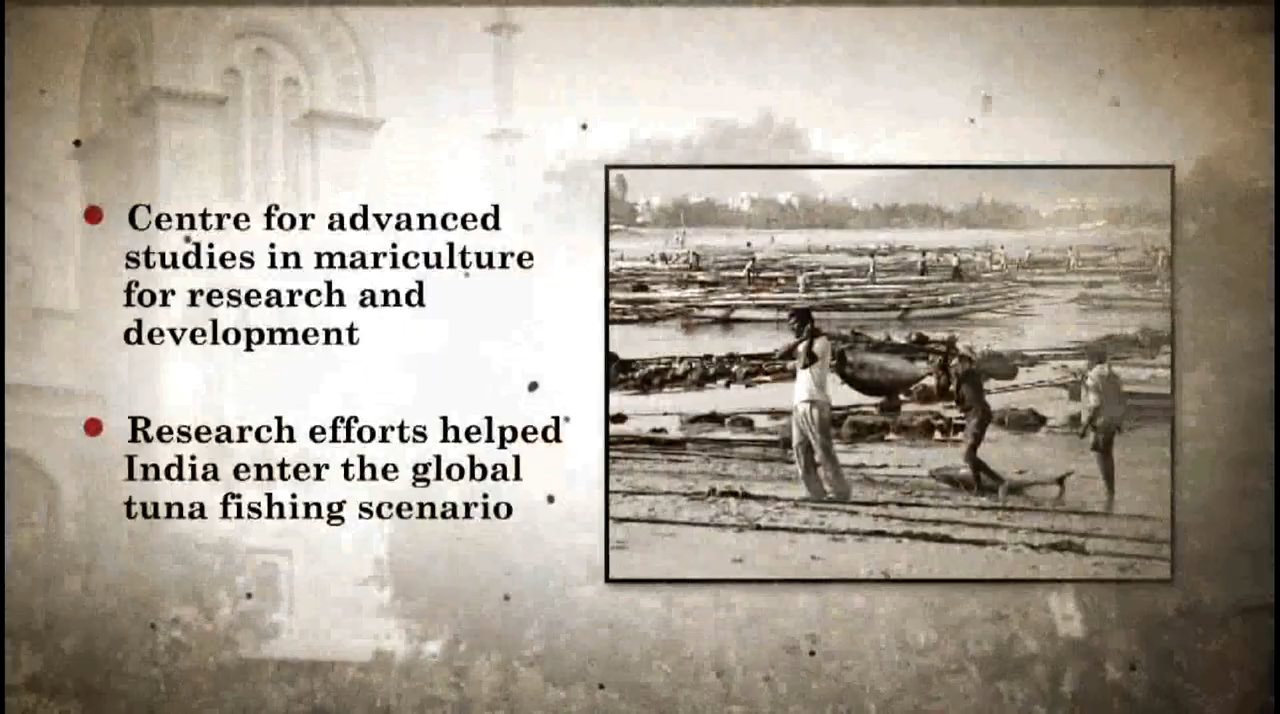 Centre for advanced
studies in mariculture
for research and
development
Research efforts helped
India enter the global
tuna fishing scenario